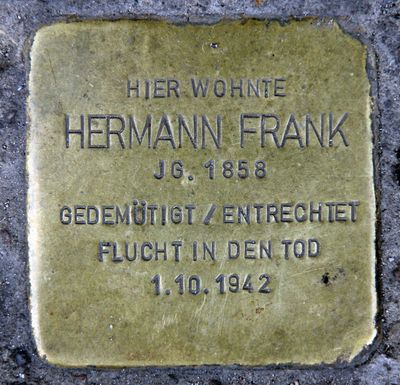 HIER WOHNTE
HERMANN FRANK
JG. 1858
GEDEMÜTIGT / ENTRECHTET
FLUCHT IN DEN TOD
1.10.1942